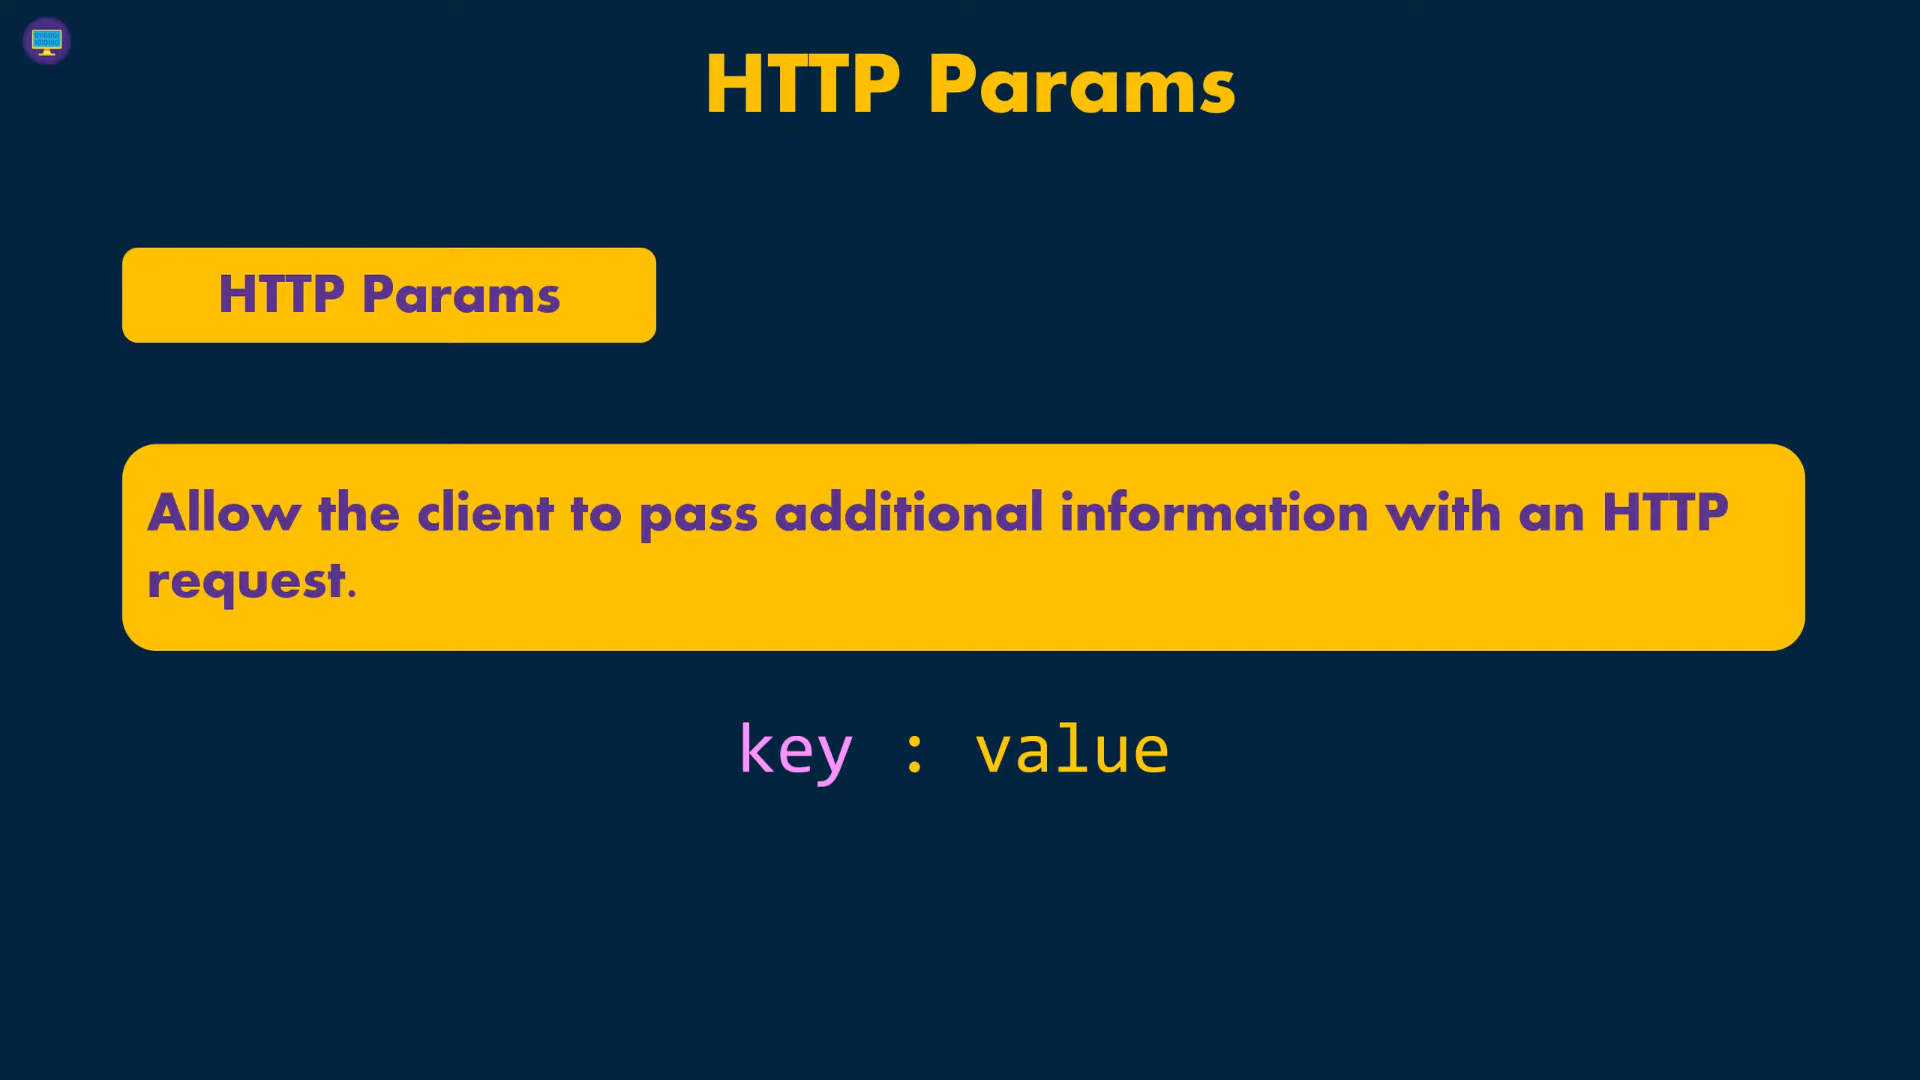 HTTP Params
HTTP Params
Allow the client to pass additional information with an HTTP
request.
key : value